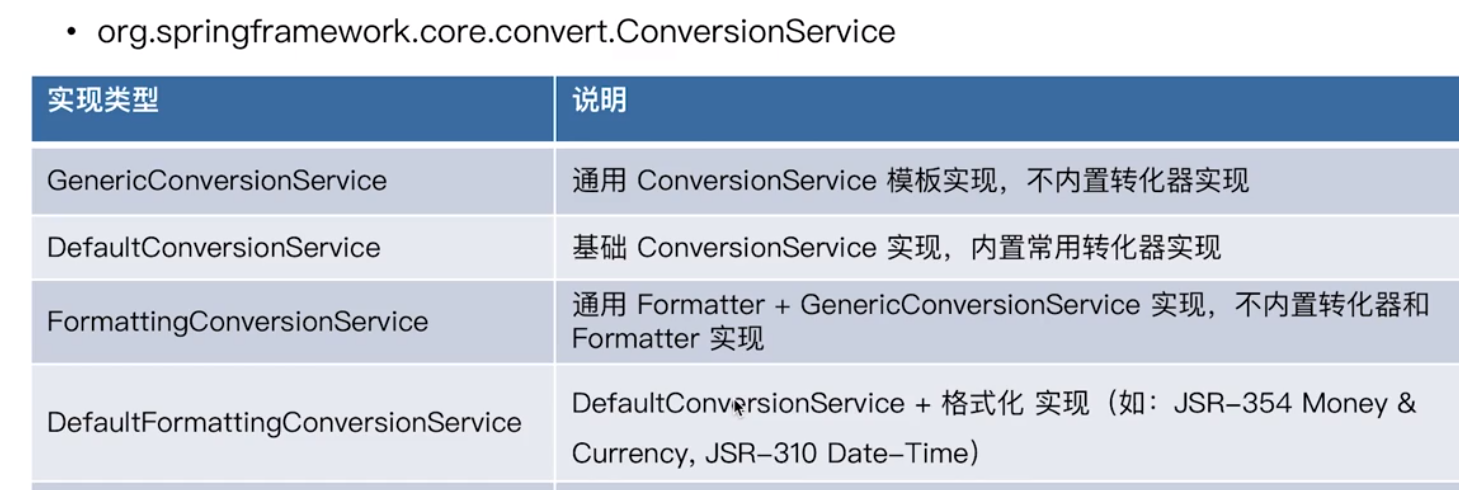 • org.springframework.core.convert.ConversionService
实现类型
说明
GenericConversionService
通用 ConversionService 模板实现，不内置转化器实现
DefaultConversionService
基础 ConversionService 实现，内置常用转化器实现
FormattingConversionService
通用 Formatter + GenericConversionService 实现，不内置转化器和
Formatter 实现
DefaultFormattingConversionService
DefaultConversionService + 格式化 实现（如：JSR-354 Money &
Currency, JSR-310 Date-Time）